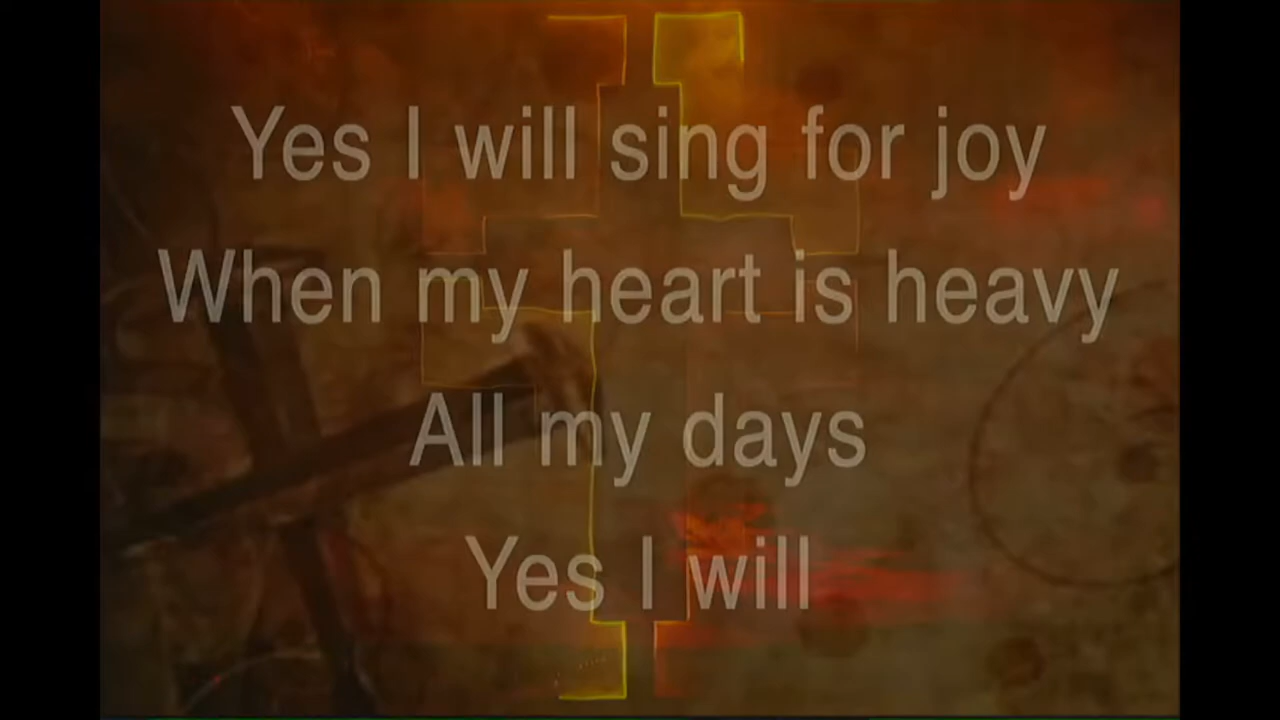 Yes I will sing for joy
When my heart is heavy
All my days
Yes I will